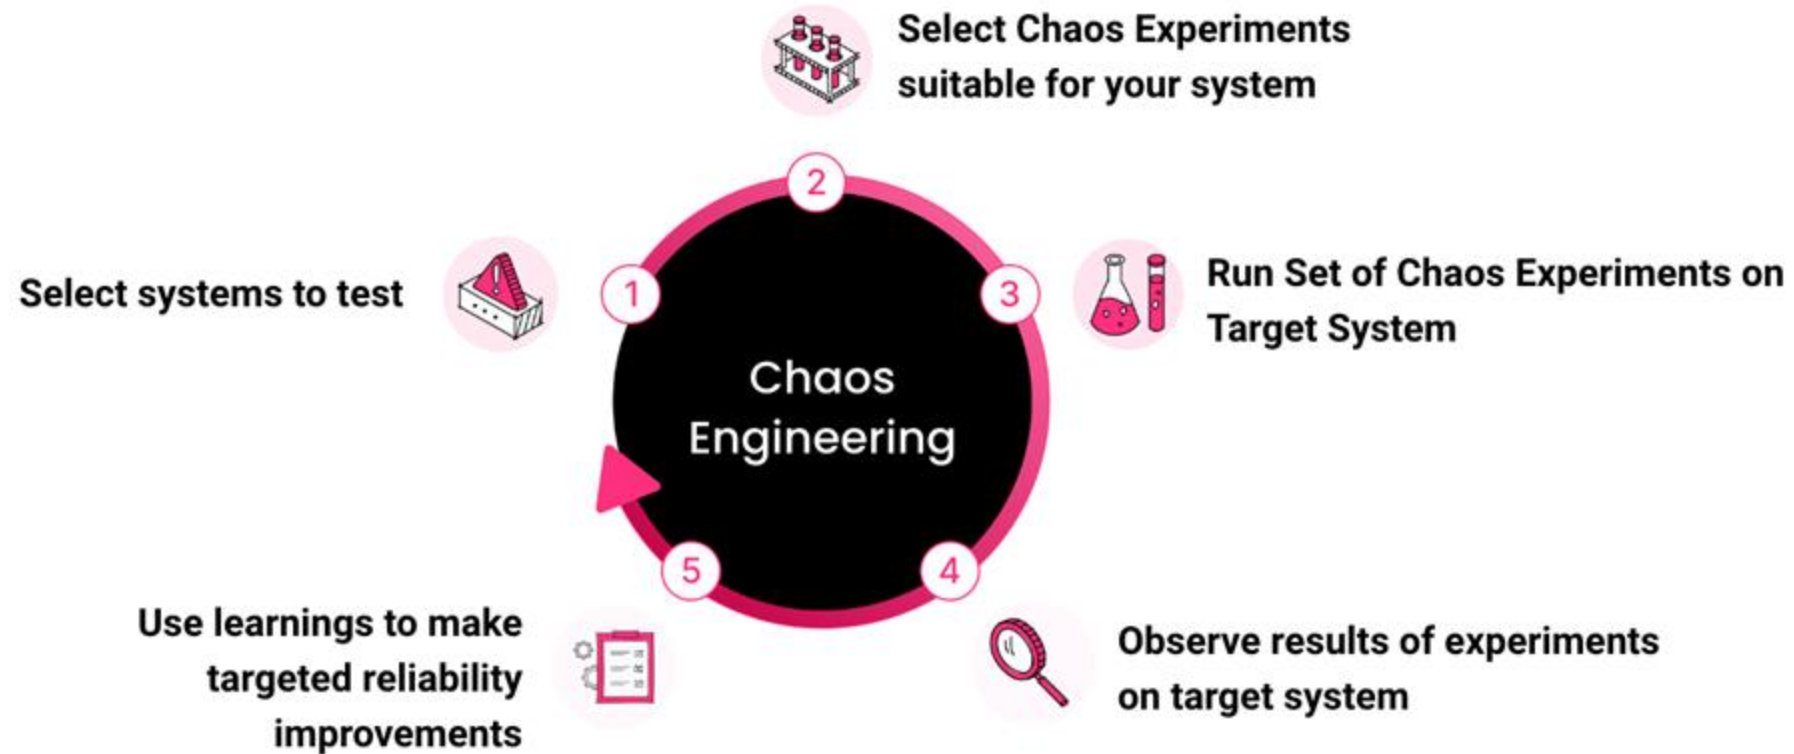 Select Chaos Experiments
suitable for your system
2
1
Select systems to test
3
Run Set of Chaos Experiments on
Target System
Chaos
Engineering
5
4
Use learnings to make
targeted reliability
improvements
Observe results of experiments
on target system